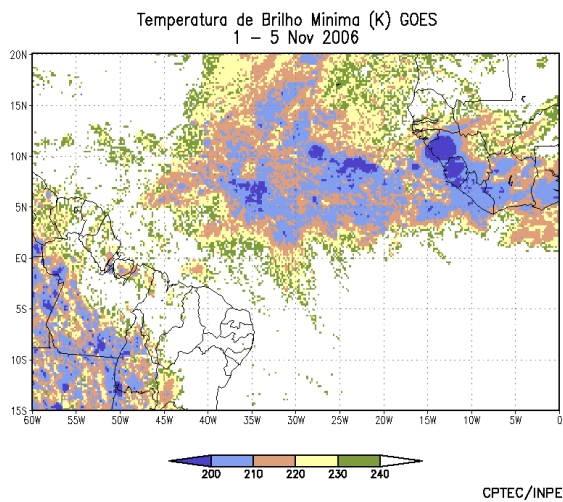 Temperatura de Brilho Minima (K) GOES
1 – 5 Nov 2006
20N
15N
10N
5N
EQ
5S
10S
15S
60W 55W 50W 45W 40W 35W 30W 25W 20W 15W 10W 5W 0
200 210 220 230 240
CPTEC/INPE